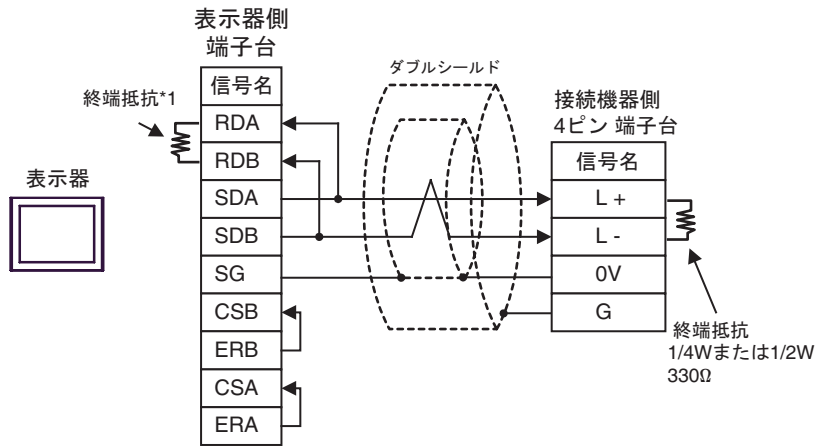 表示器側
端子台
信号名
RDA
RDB
SDA
SDB
SG
CSB
ERB
CSA
ERA
終端抵抗*1
表示器
ダブルシールド
接続機器側
4ピン 端子台
信号名
L +
L -
0V
G
終端抵抗
1/4Wまたは1/2W
330Ω